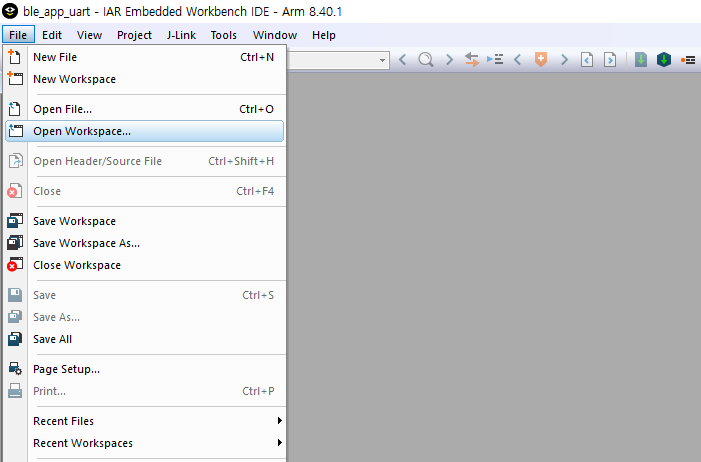 ble_app_uart - IAR Embedded Workbench IDE - Arm 8.40.1
File Edit View Project J-Link Tools Window Help
New File Ctrl+N
New Workspace
Open File... Ctrl+O
Open Workspace...
Open Header/Source File Ctrl+Shift+H
Close Ctrl+F4
Save Workspace
Save Workspace As...
Close Workspace
Save Ctrl+S
Save As...
Save All
Page Setup...
Print... Ctrl+P
Recent Files
Recent Workspaces